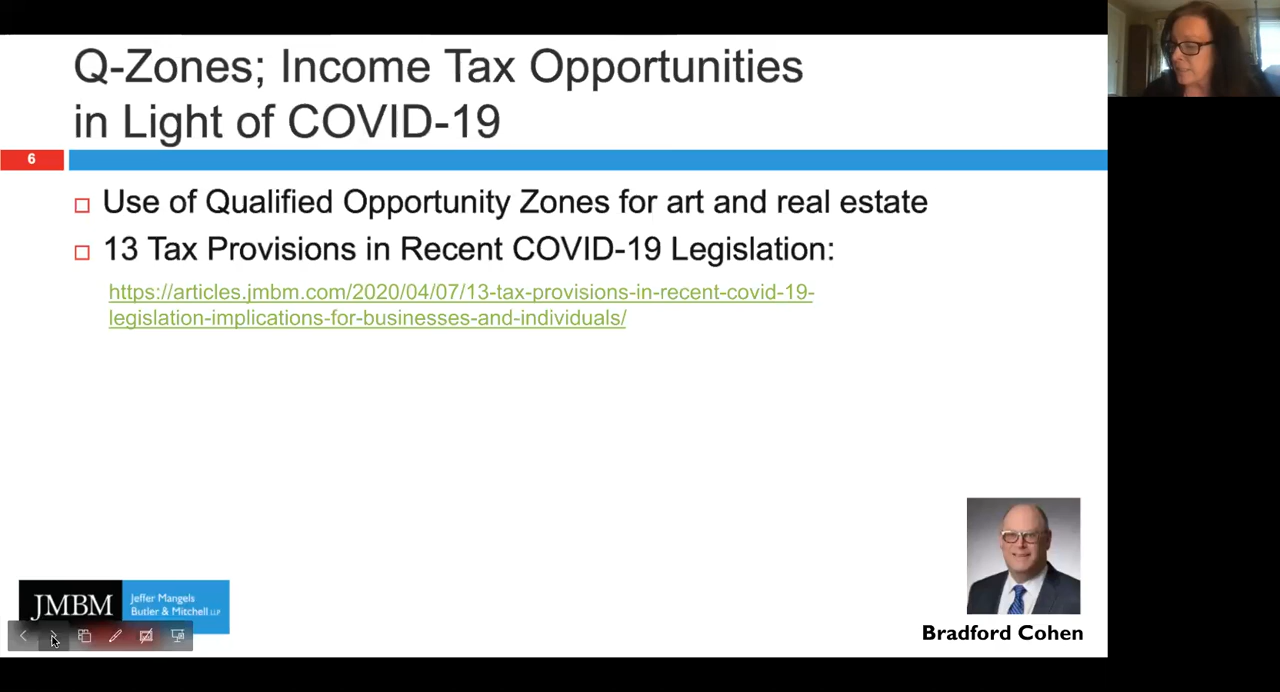 Q-Zones; Income Tax Opportunities
in Light of COVID-19
6
Use of Qualified Opportunity Zones for art and real estate
13 Tax Provisions in Recent COVID-19 Legislation:
https://articles.jmbm.com/2020/04/07/13-tax-provisions-in-recent-covid-19-
legislation-implications-for-businesses-and-individuals/
JMBM
Jeffer Mangels
Butler & Mitchell LLP
Bradford Cohen